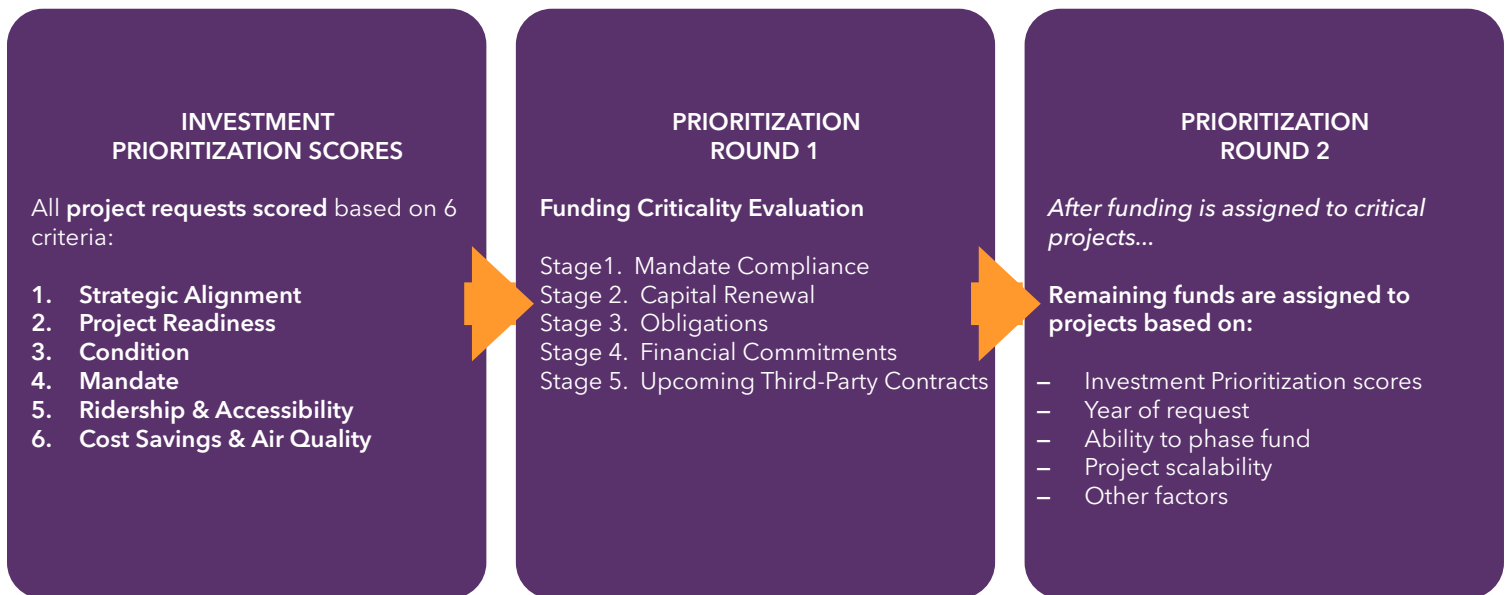 INVESTMENT
PRIORITIZATION SCORES
All project requests scored based on 6
criteria:
1. Strategic Alignment
2. Project Readiness
3. Condition
4. Mandate
5. Ridership & Accessibility
6. Cost Savings & Air Quality
PRIORITIZATION
ROUND 1
Funding Criticality Evaluation
Stage1. Mandate Compliance
Stage 2. Capital Renewal
Stage 3. Obligations
Stage 4. Financial Commitments
Stage 5. Upcoming Third-Party Contracts
PRIORITIZATION
ROUND 2
After funding is assigned to critical
projects...
Remaining funds are assigned to
projects based on:
– Investment Prioritization scores
– Year of request
– Ability to phase fund
– Project scalability
– Other factors